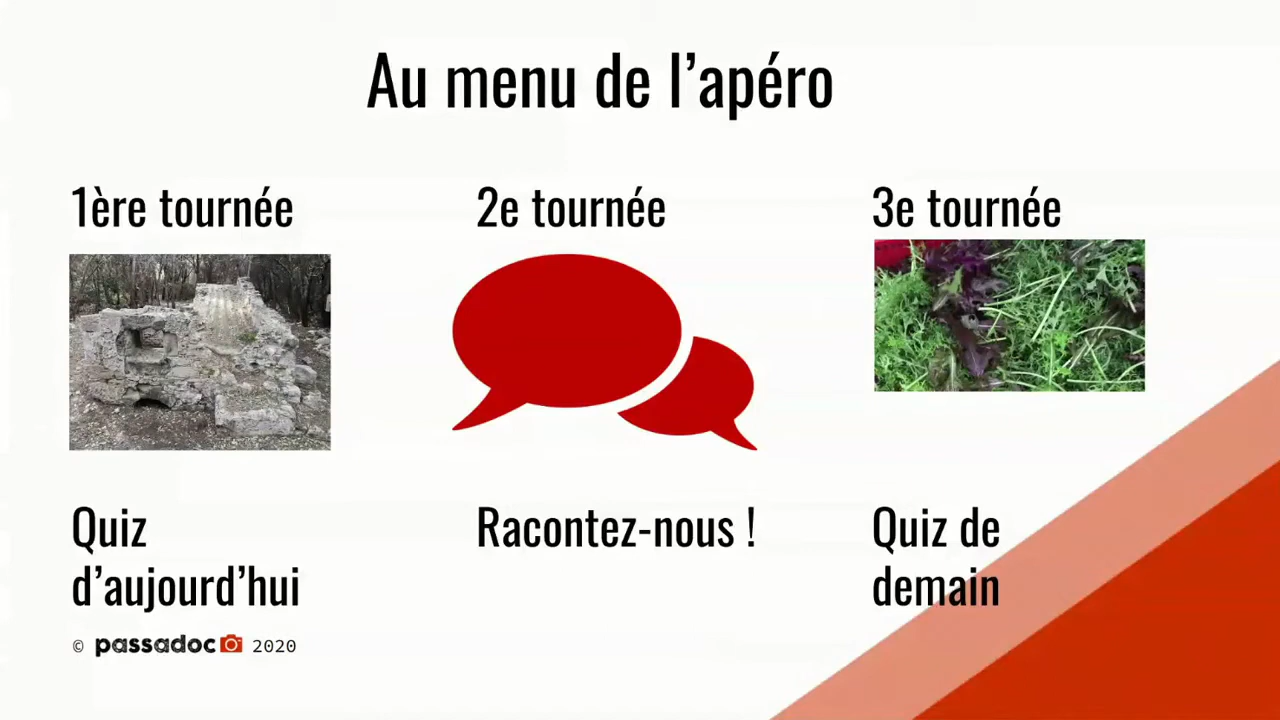 Au menu de l’apéro
1ère tournée
2e tournée
3e tournée
Quiz
d’aujourd’hui
Racontez-nous !
Quiz de
demain
© passadoc 2020